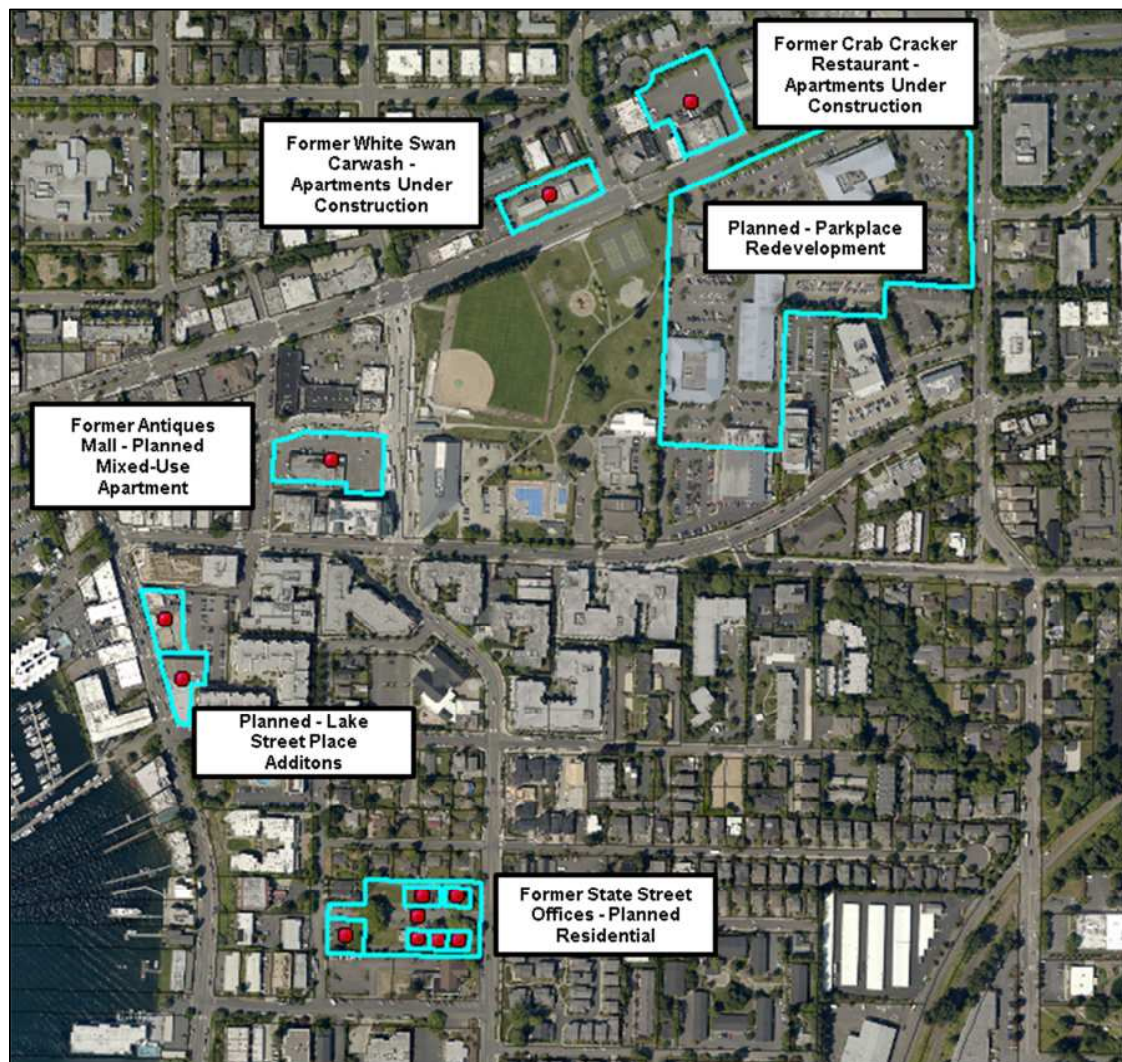 Former Crab Cracker
Restaurant -
Apartments Under
Construction
Former White Swan
Carwash -
Apartments Under
Construction
Planned - Parkplace
Redevelopment
Former Antiques
Mall - Planned
Mixed-Use
Apartment
Planned - Lake
Street Place
Additons
Former State Street
Offices - Planned
Residential